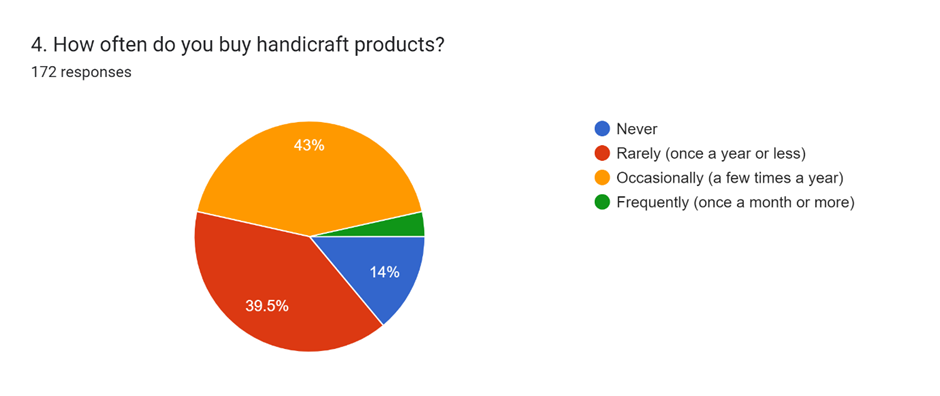 4. How often do you buy handicraft products?
172 responses
43%
14%
39.5%
Never
Rarely (once a year or less)
Occasionally (a few times a year)
Frequently (once a month or more)